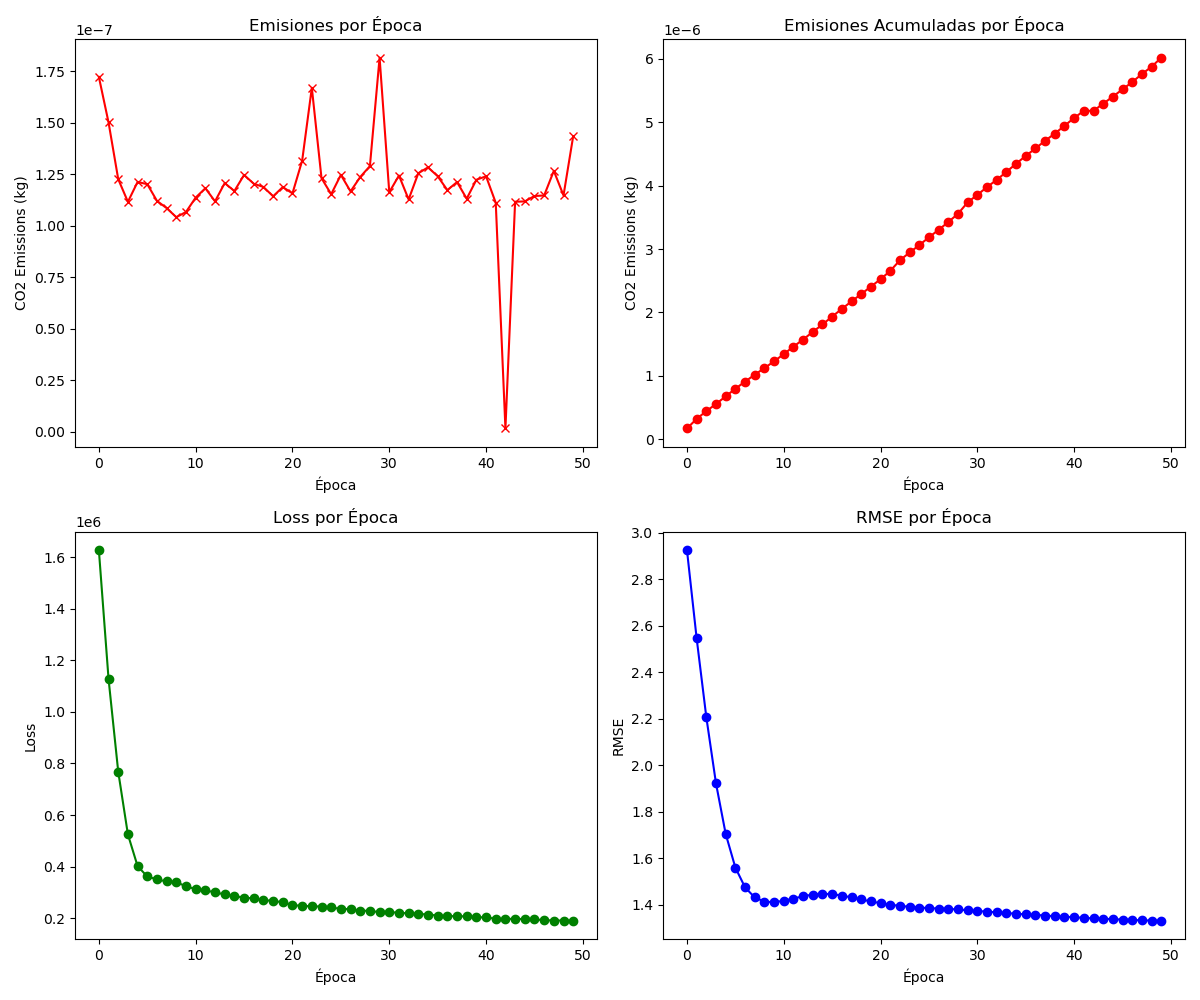 Emisiones por Época
1e−7
1.75
1.50
1.25
1.00
0.75
0.50
0.25
0.00
CO2 Emissions (kg)
0 10 20 30 40 50
Época
Emisiones Acumuladas por Época
1e−6
6
5
4
3
2
1
0
CO2 Emissions (kg)
0 10 20 30 40 50
Época
Loss por Época
1e6
1.6
1.4
1.2
1.0
0.8
0.6
0.4
0.2
Loss
0 10 20 30 40 50
Época
RMSE por Época
3.0
2.8
2.6
2.4
2.2
2.0
1.8
1.6
1.4
RMSE
0 10 20 30 40 50
Época